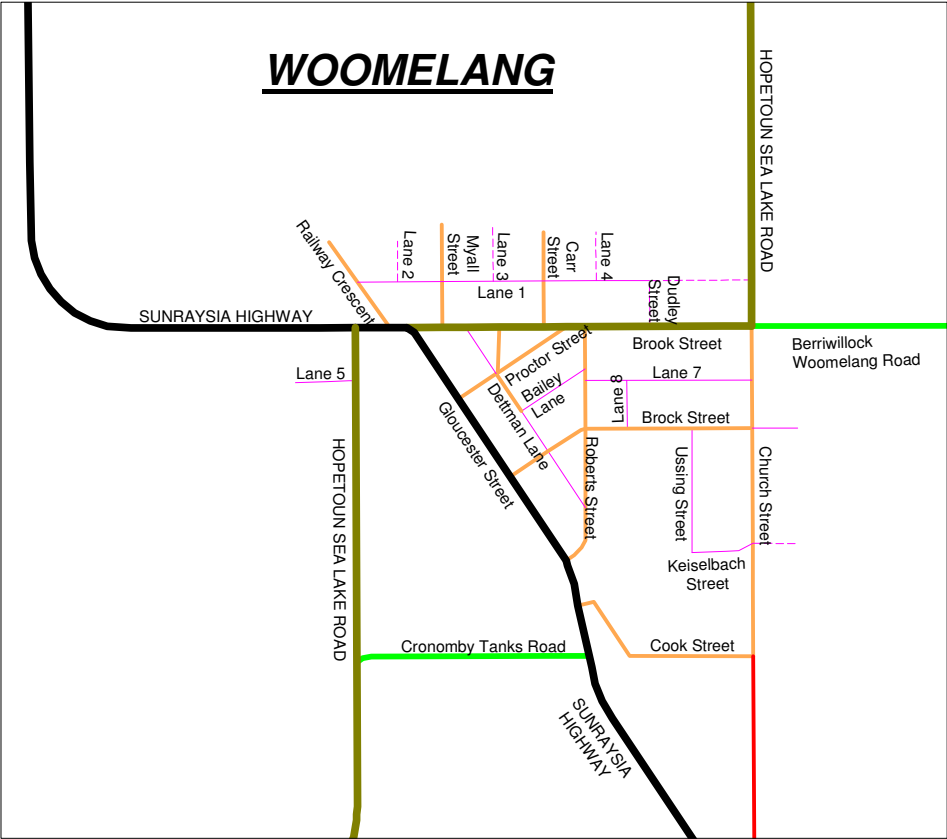 WOOMELANG
HOPETOUN SEA LAKE ROAD
Railway Crescent
Lane 2
Myall
Street
Lane 3
Carr
Street
Lane 4
Lane 1
Dudley
Street
SUNRAYSIA HIGHWAY
Brook Street
Berriwillock
Woomelang Road
Proctor Street
Lane 5
Bailey
Lane
Lane 7
Lane 8
Dettman Lane
Brock Street
Gloucester Street
HOPETOUN SEA LAKE ROAD
Roberts Street
Ussing Street
Church Street
Keiselbach
Street
Cronomby Tanks Road
Cook Street
SUNRAYSIA
HIGHWAY